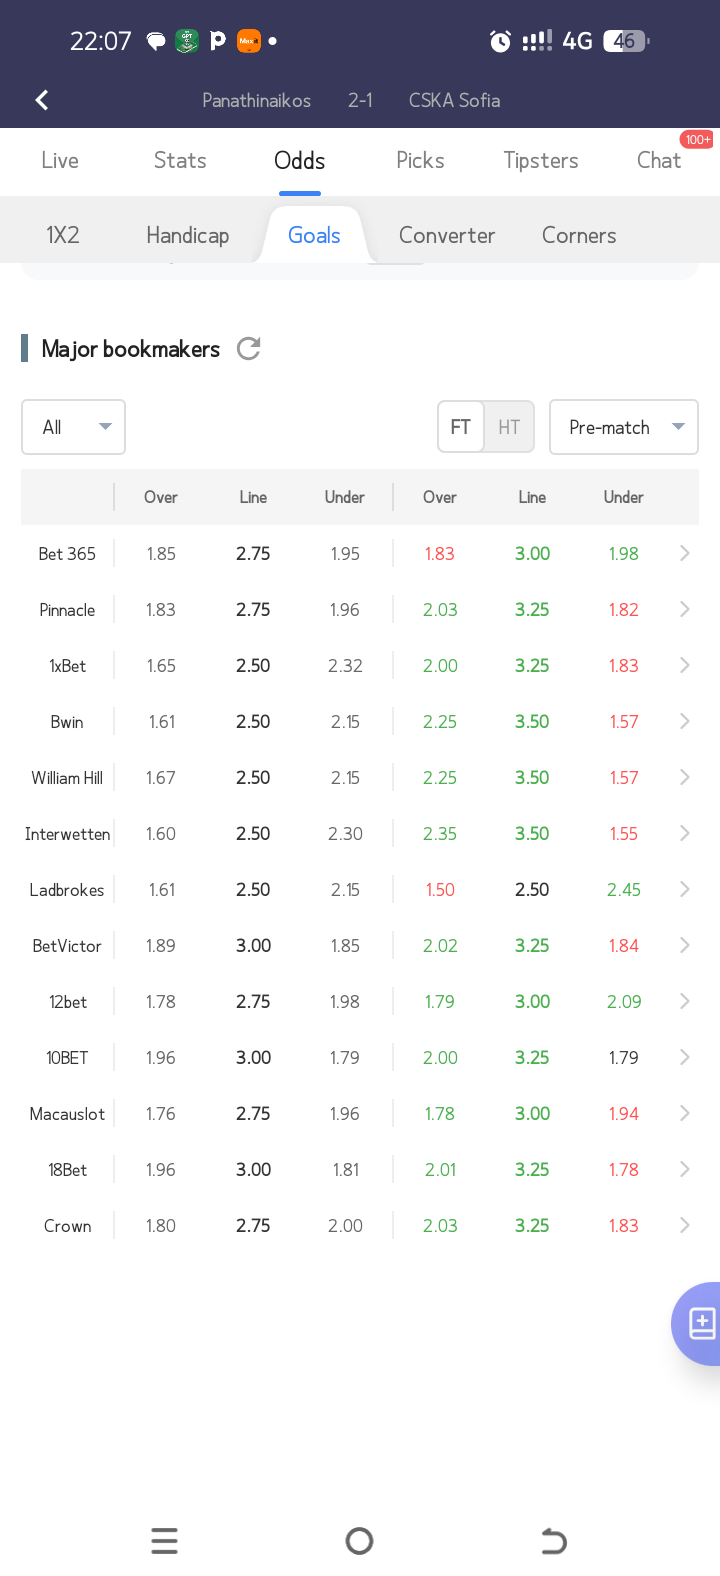 22:07 4G 46
Panathinaikos 2-1 CSKA Sofia
100+
Live Stats Odds Picks Tipsters Chat
1X2 Handicap Goals Converter Corners
Major bookmakers
All FT HT Pre-match
Over Line Under Over Line Under
Bet 365 1.85 2.75 1.95 1.83 3.00 1.98
Pinnacle 1.83 2.75 1.96 2.03 3.25 1.82
1xBet 1.65 2.50 2.32 2.00 3.25 1.83
Bwin 1.61 2.50 2.15 2.25 3.50 1.57
William Hill 1.67 2.50 2.15 2.25 3.50 1.57
Interwetten 1.60 2.50 2.30 2.35 3.50 1.55
Ladbrokes 1.61 2.50 2.15 1.50 2.50 2.45
BetVictor 1.89 3.00 1.85 2.02 3.25 1.84
12bet 1.78 2.75 1.98 1.79 3.00 2.09
10BET 1.96 3.00 1.79 2.00 3.25 1.79
Macauslot 1.76 2.75 1.96 1.78 3.00 1.94
18Bet 1.96 3.00 1.81 2.01 3.25 1.78
Crown 1.80 2.75 2.00 2.03 3.25 1.83